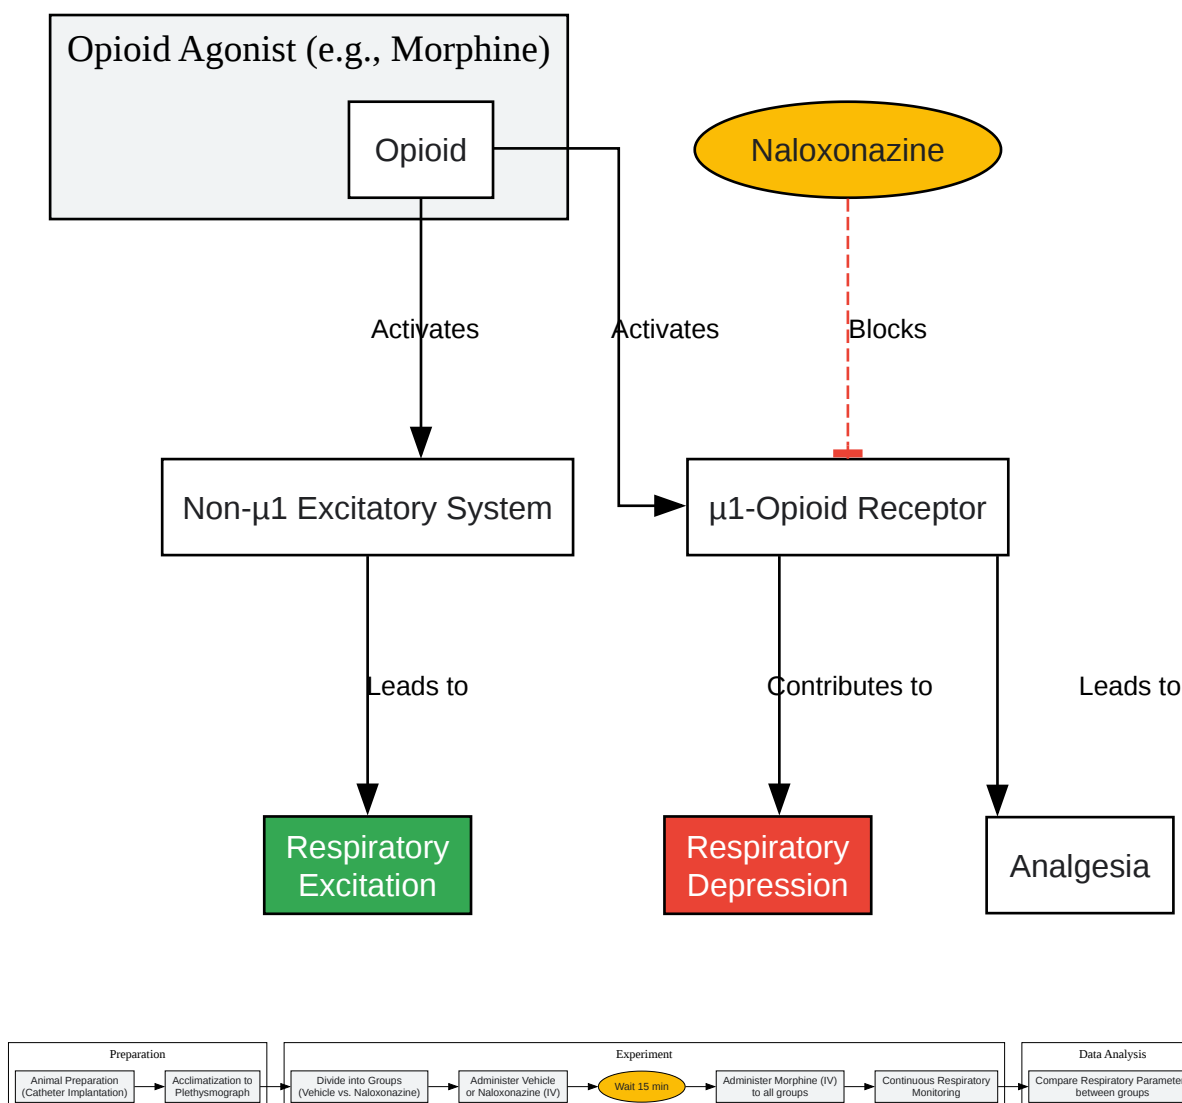 Opioid Agonist (e.g., Morphine)
Opioid
Naloxonazine
Activates
Activates
Blocks
Non-µ1 Excitatory System
µ1-Opioid Receptor
Leads to
Contributes to
Leads to
Respiratory
Excitation
Respiratory
Depression
Analgesia
Preparation
Animal Preparation
(Catheter Implantation)
Acclimatization to
Plethysmograph
Experiment
Divide into Groups
(Vehicle vs. Naloxonazine)
Administer Vehicle
or Naloxonazine (IV)
Wait 15 min
Administer Morphine (IV)
to all groups
Continuous Respiratory
Monitoring
Data Analysis
Compare Respiratory Parameter
between groups